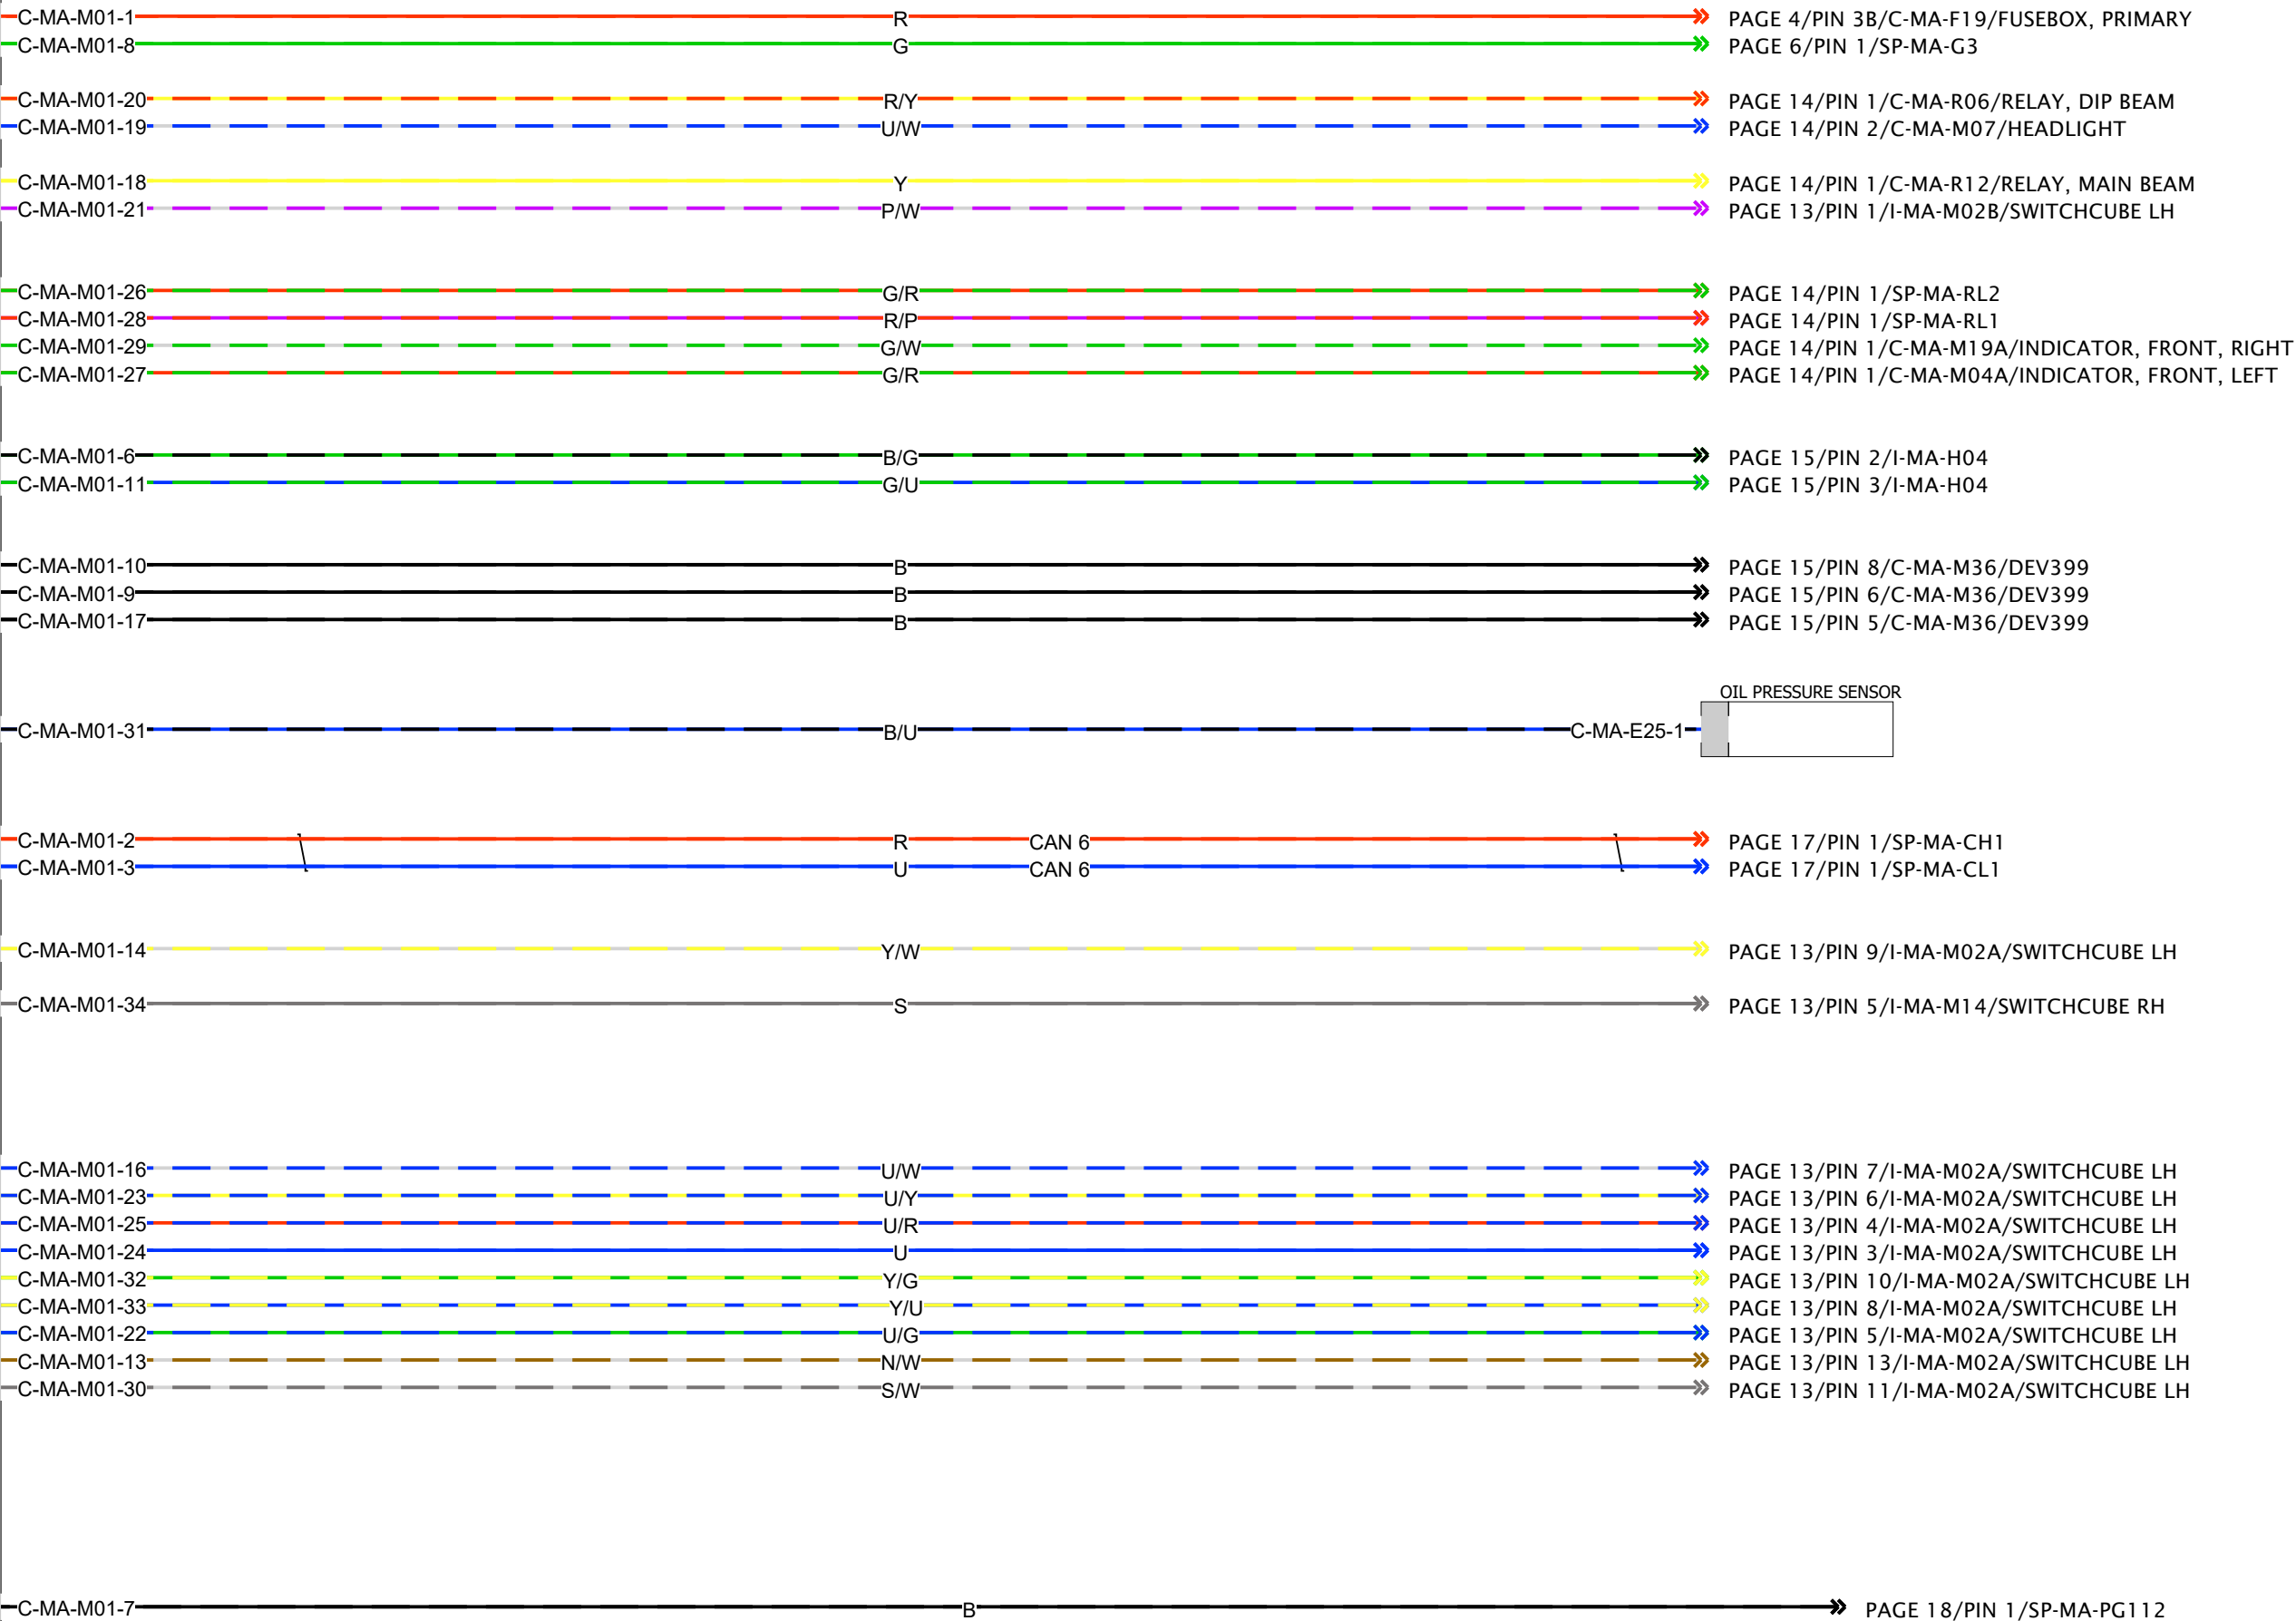 C-MA-M01-1 R PAGE 4/PIN 3B/C-MA-F19/FUSEBOX, PRIMARY
C-MA-M01-8 G PAGE 6/PIN 1/SP-MA-G3
C-MA-M01-20 R/Y PAGE 14/PIN 1/C-MA-R06/RELAY, DIP BEAM
C-MA-M01-19 U/W PAGE 14/PIN 2/C-MA-M07/HEADLIGHT
C-MA-M01-18 Y PAGE 14/PIN 1/C-MA-R12/RELAY, MAIN BEAM
C-MA-M01-21 P/W PAGE 13/PIN 1/I-MA-M02B/SWITCHCUBE LH
C-MA-M01-26 G/R PAGE 14/PIN 1/SP-MA-RL2
C-MA-M01-28 R/P PAGE 14/PIN 1/SP-MA-RL1
C-MA-M01-29 G/W PAGE 14/PIN 1/C-MA-M19A/INDICATOR, FRONT, RIGHT
C-MA-M01-27 G/R PAGE 14/PIN 1/C-MA-M04A/INDICATOR, FRONT, LEFT
C-MA-M01-6 B/G PAGE 15/PIN 2/I-MA-H04
C-MA-M01-11 G/U PAGE 15/PIN 3/I-MA-H04
C-MA-M01-10 B PAGE 15/PIN 8/C-MA-M36/DEV399
C-MA-M01-9 B PAGE 15/PIN 6/C-MA-M36/DEV399
C-MA-M01-17 B PAGE 15/PIN 5/C-MA-M36/DEV399
OIL PRESSURE SENSOR
C-MA-M01-31 B/U C-MA-E25-1
C-MA-M01-2 R CAN 6 PAGE 17/PIN 1/SP-MA-CH1
C-MA-M01-3 U CAN 6 PAGE 17/PIN 1/SP-MA-CL1
C-MA-M01-14 Y/W PAGE 13/PIN 9/I-MA-M02A/SWITCHCUBE LH
C-MA-M01-34 S PAGE 13/PIN 5/I-MA-M14/SWITCHCUBE RH
C-MA-M01-16 U/W PAGE 13/PIN 7/I-MA-M02A/SWITCHCUBE LH
C-MA-M01-23 U/Y PAGE 13/PIN 6/I-MA-M02A/SWITCHCUBE LH
C-MA-M01-25 U/R PAGE 13/PIN 4/I-MA-M02A/SWITCHCUBE LH
C-MA-M01-24 U PAGE 13/PIN 3/I-MA-M02A/SWITCHCUBE LH
C-MA-M01-32 Y/G PAGE 13/PIN 10/I-MA-M02A/SWITCHCUBE LH
C-MA-M01-33 Y/U PAGE 13/PIN 8/I-MA-M02A/SWITCHCUBE LH
C-MA-M01-22 U/G PAGE 13/PIN 5/I-MA-M02A/SWITCHCUBE LH
C-MA-M01-13 N/W PAGE 13/PIN 13/I-MA-M02A/SWITCHCUBE LH
C-MA-M01-30 S/W PAGE 13/PIN 11/I-MA-M02A/SWITCHCUBE LH
C-MA-M01-7 B PAGE 18/PIN 1/SP-MA-PG112